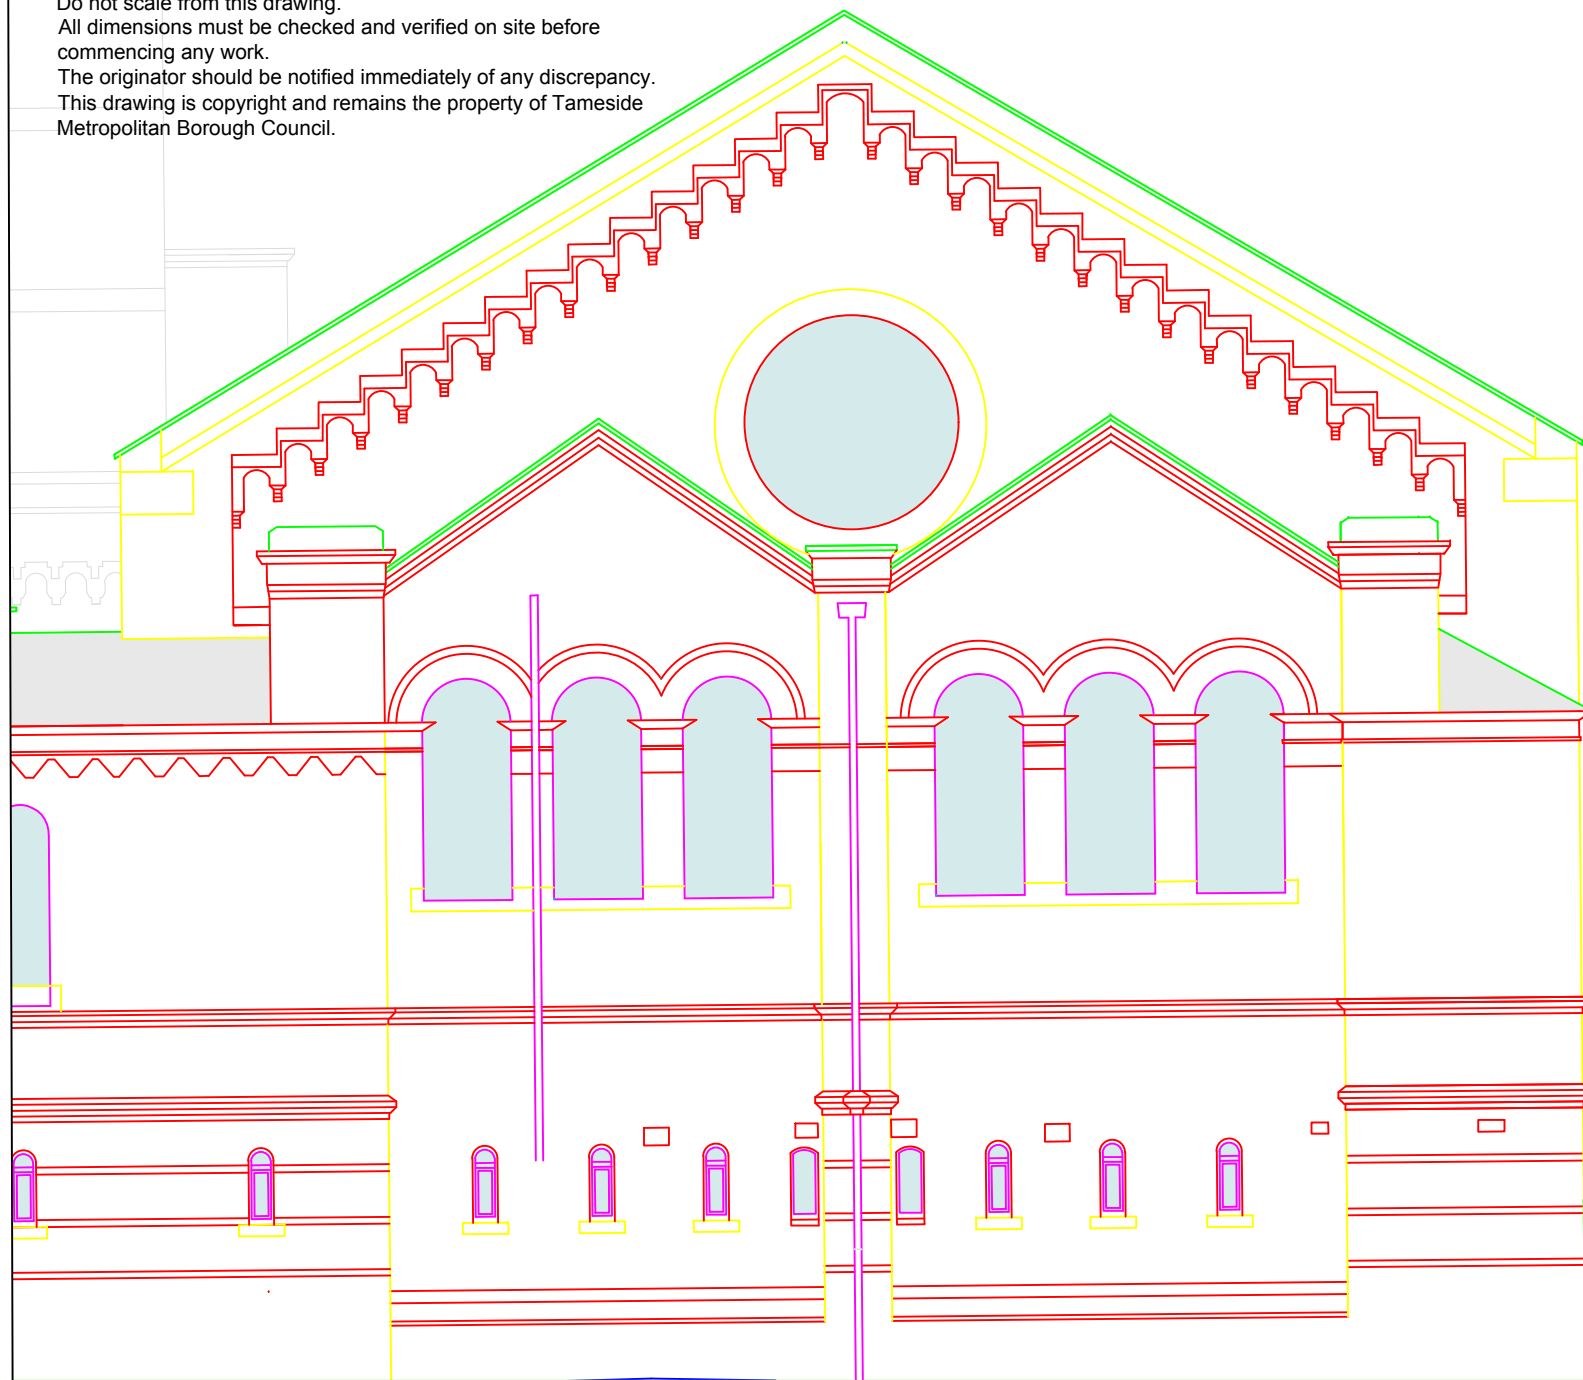 Do not scale from this drawing.
All dimensions must be checked and verified on site before
commencing any work.
The originator should be notified immediately of any discrepancy.
This drawing is copyright and remains the property of Tameside
Metropolitan Borough Council.